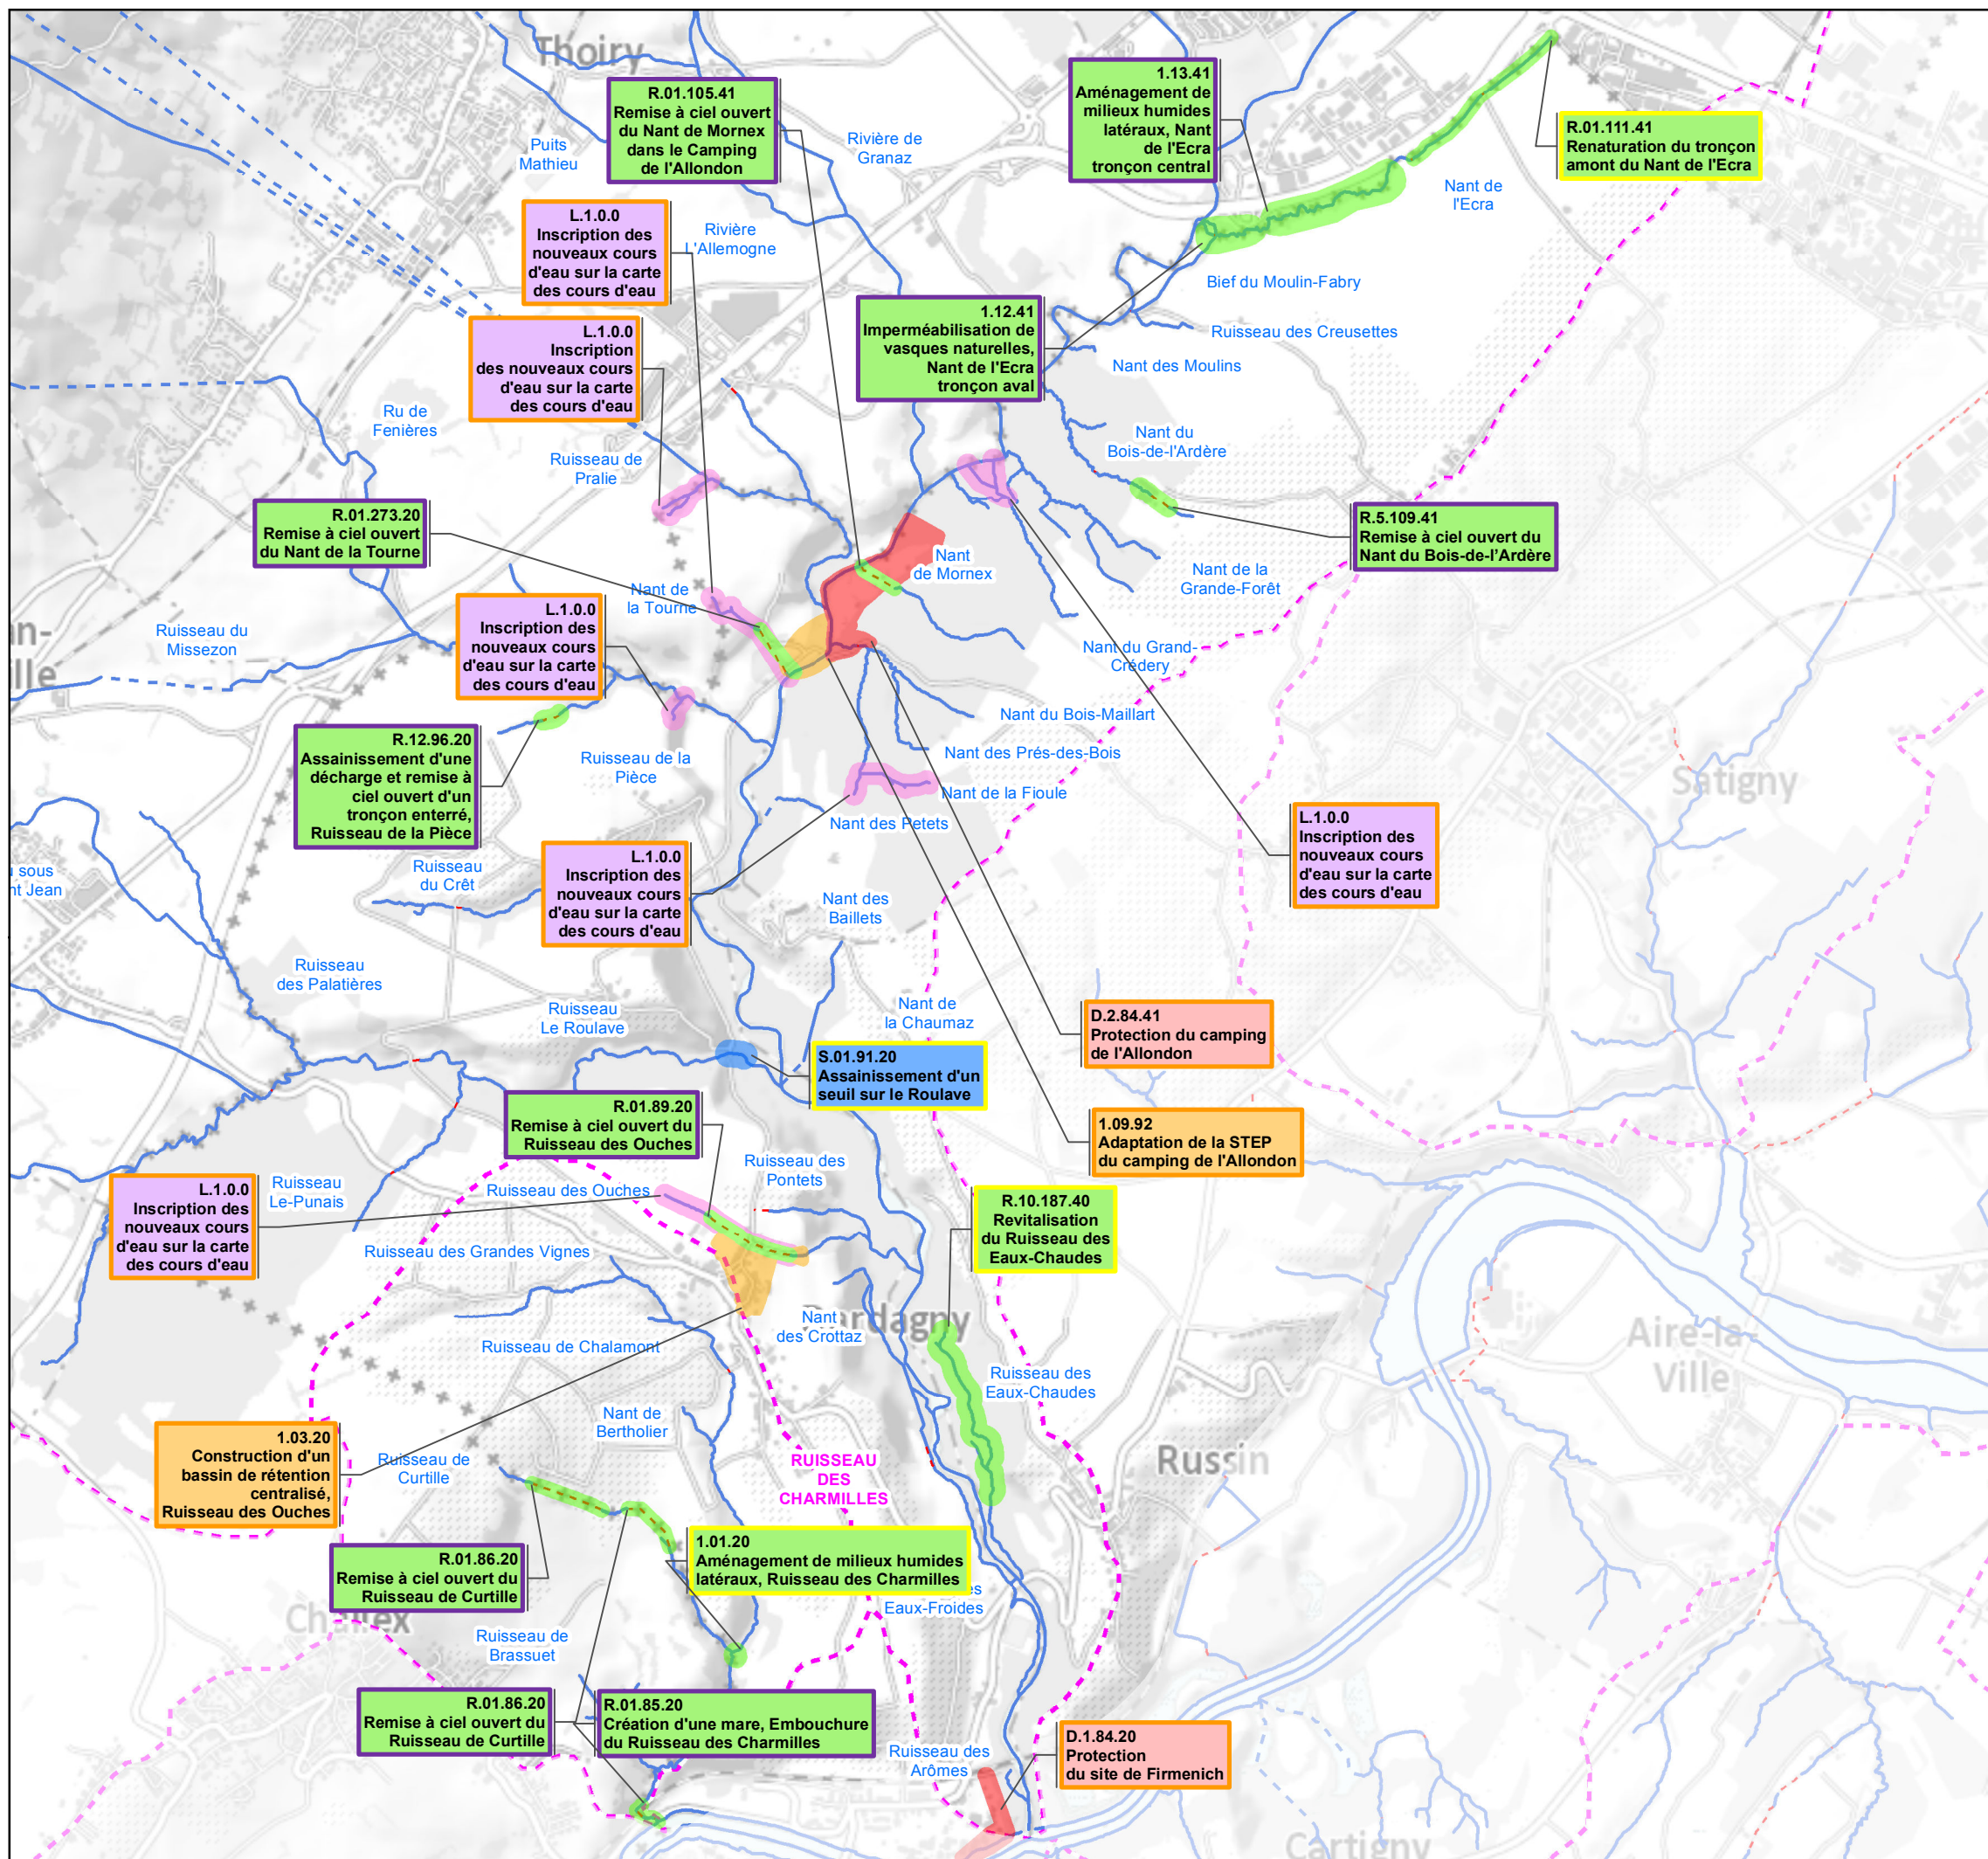 Thoiry
R.01.105.41
Remise à ciel ouvert
du Nant de Mornex
dans le Camping
de l'Allondon
1.13.41
Aménagement de
milieux humides
latéraux, Nant
de l'Ecra
tronçon central
R.01.111.41
Renaturation du tronçon
amont du Nant de l'Ecra
Puits
Mathieu
Rivière de
Granaz
Nant de
l'Ecra
L.1.0.0
Inscription des
nouveaux cours
d'eau sur la carte
des cours d'eau
Rivière
L'Allemogne
Bief du Moulin-Fabry
L.1.0.0
Inscription
des nouveaux cours
d'eau sur la carte
des cours d'eau
1.12.41
Imperméabilisation de
vasques naturelles,
Nant de l'Ecra
tronçon aval
Ruisseau des Creusettes
Nant des Moulins
Ru de
Fenières
Ruisseau de
Pralie
Nant du
Bois-de-l'Ardère
R.01.273.20
Remise à ciel ouvert
du Nant de la Tourne
R.5.109.41
Remise à ciel ouvert du
Nant du Bois-de-l'Ardère
Nant
de Mornex
Nant de la
Grande-Forêt
Nant de
la Tourne
L.1.0.0
Inscription des
nouveaux cours
d'eau sur la carte
des cours d'eau
Ruisseau du
Missezon
an-
ille
Nant du Grand-
Crédery
Nant du Bois-Maillart
R.12.96.20
Assainissement d'une
décharge et remise à
ciel ouvert d'un
tronçon enterré,
Ruisseau de la Pièce
Ruisseau de la
Pièce
Nant des Prés-des-Bois
Nant de la Fioule
Satigny
Nant des Petets
L.1.0.0
Inscription des
nouveaux cours
d'eau sur la carte
des cours d'eau
L.1.0.0
Inscription des
nouveaux cours
d'eau sur la carte
des cours d'eau
sous
nt Jean
Ruisseau
du Crêt
Nant des
Baillets
Ruisseau
des Palatières
Ruisseau
Le Roulave
Nant de
la Chaumaz
D.2.84.41
Protection du camping
de l'Allondon
S.01.91.20
Assainissement d'un
seuil sur le Roulave
R.01.89.20
Remise à ciel ouvert du
Ruisseau des Ouches
1.09.92
Adaptation de la STEP
du camping de l'Allondon
Ruisseau des
Pontets
L.1.0.0
Inscription des
nouveaux cours
d'eau sur la carte
des cours d'eau
Ruisseau
Le-Punais
Ruisseau des Ouches
R.10.187.40
Revitalisation
du Ruisseau des
Eaux-Chaudes
Ruisseau des Grandes Vignes
Dardagny
Nant
des Crottaz
Ruisseau de Chalamont
Aire-la-
Ville
Ruisseau des
Eaux-Chaudes
Nant de
Bertholier
1.03.20
Construction d'un
bassin de rétention
centralisé,
Ruisseau des Ouches
Ruisseau de
Curtille
RUISSEAU
DES
CHARMILLES
Russin
1.01.20
Aménagement de milieux humides
latéraux, Ruisseau des Charmilles
R.01.86.20
Remise à ciel ouvert du
Ruisseau de Curtille
Challex
es
Eaux-Froides
Ruisseau de
Brassuet
R.01.86.20
Remise à ciel ouvert du
Ruisseau de Curtille
R.01.85.20
Création d'une mare, Embouchure
du Ruisseau des Charmilles
Ruisseau des
Arômes
D.1.84.20
Protection
du site de Firmenich
Cartigny